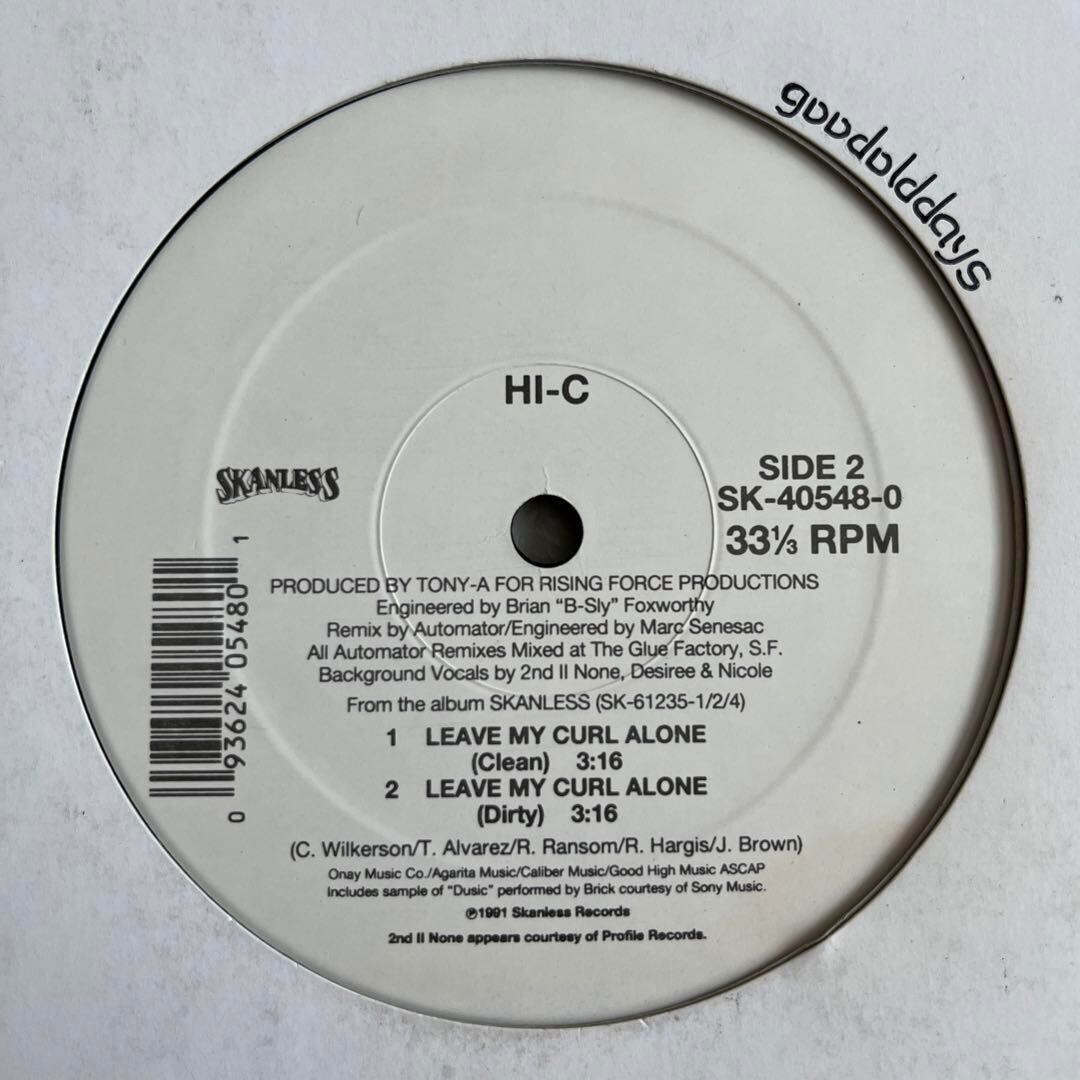 goodolddays
HI-C
SKANLESS
SIDE 2
SK-40548-0
33⅓ RPM
0 93624 05480 1
PRODUCED BY TONY-A FOR RISING FORCE PRODUCTIONS
Engineered by Brian "B-Sly" Foxworthy
Remix by Automator/Engineered by Marc Senesac
All Automator Remixes Mixed at The Glue Factory, S.F.
Background Vocals by 2nd II None, Desiree & Nicole
From the album SKANLESS (SK-61235-1/2/4)
1 LEAVE MY CURL ALONE
(Clean) 3:16
2 LEAVE MY CURL ALONE
(Dirty) 3:16
(C. Wilkerson/T. Alvarez/R. Ransom/R. Hargis/J. Brown)
Onay Music Co./Agarita Music/Caliber Music/Good High Music ASCAP
Includes sample of "Dusic" performed by Brick courtesy of Sony Music.
℗1991 Skanless Records
2nd II None appears courtesy of Profile Records.